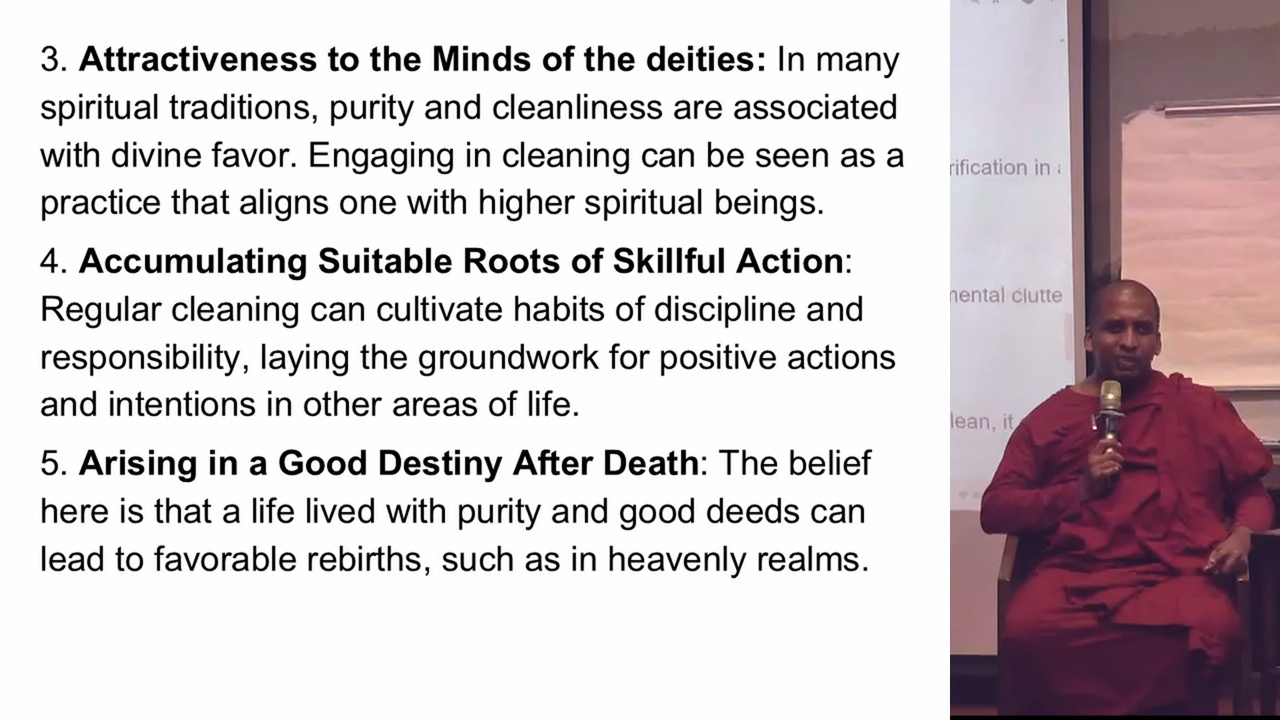 3. Attractiveness to the Minds of the deities: In many
spiritual traditions, purity and cleanliness are associated
with divine favor. Engaging in cleaning can be seen as a
practice that aligns one with higher spiritual beings.
4. Accumulating Suitable Roots of Skillful Action:
Regular cleaning can cultivate habits of discipline and
responsibility, laying the groundwork for positive actions
and intentions in other areas of life.
5. Arising in a Good Destiny After Death: The belief
here is that a life lived with purity and good deeds can
lead to favorable rebirths, such as in heavenly realms.
rification in
mental clutte
lean, it